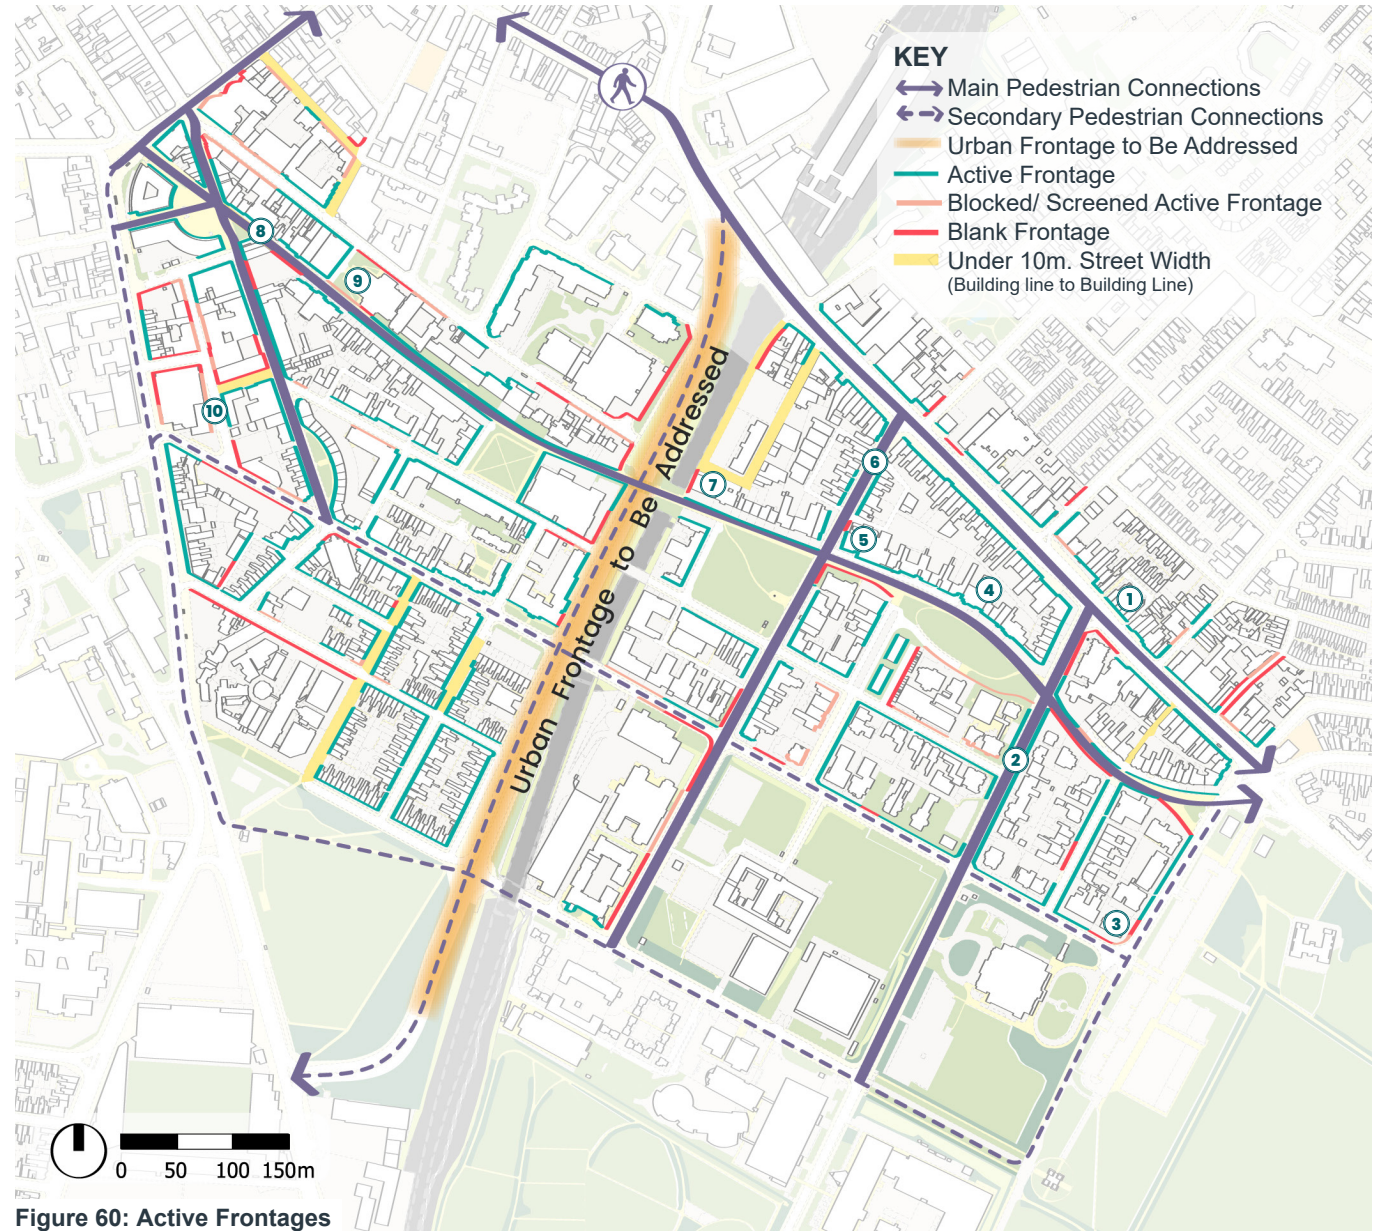 KEY
Main Pedestrian Connections
Secondary Pedestrian Connections
Urban Frontage to Be Addressed
Active Frontage
Blocked/ Screened Active Frontage
Blank Frontage
Under 10m. Street Width
(Building line to Building Line)
8
9
10
7
6
5
4
1
2
3
Urban Frontage to Be Addressed
0 50 100 150m
Figure 60: Active Frontages